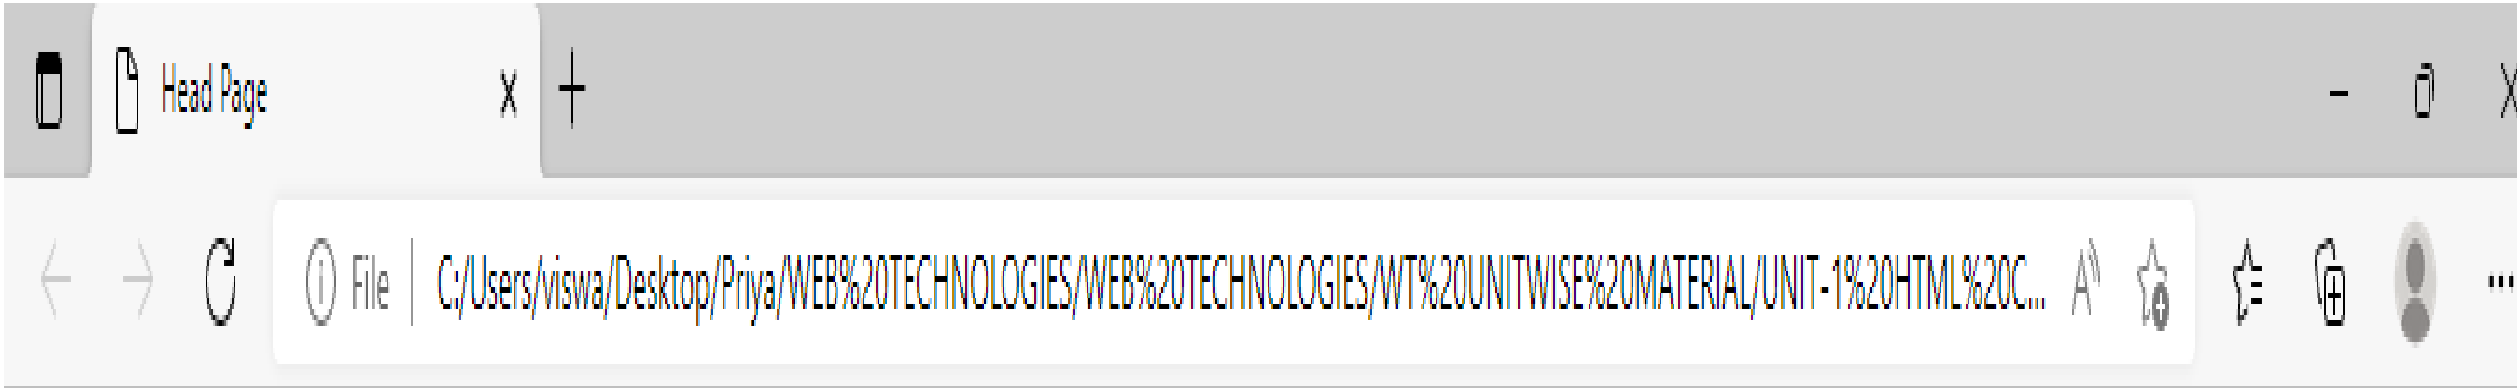 Head Page
File C:/Users/viswa/Desktop/Priya/WEB%20TECHNOLOGIES/WEB%20TECHNOLOGIES/WT%20UNITWISE%20MATERIAL/UNIT-1%20HTML%20C...